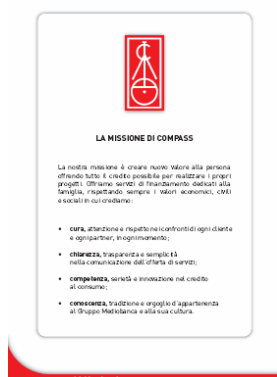 LA MISSIONE DI COMPASS
La nostra missione è creare nuovo valore alla persona
offrendo tutto il credito possibile per realizzare i propri
progetti. Offriamo servizi di finanziamento dedicati alla
famiglia, rispettando sempre i valori economici, civili
e sociali in cui crediamo:
• cura, attenzione e rispetto nei confronti di ogni cliente
e ogni partner, in ogni momento;
• chiarezza, trasparenza e semplicità
nella comunicazione dell'offerta di servizi;
• competenza, serietà e innovazione nel credito
al consumo;
• conoscenza, tradizione e orgoglio d'appartenenza
al Gruppo Mediobanca e alla sua cultura.